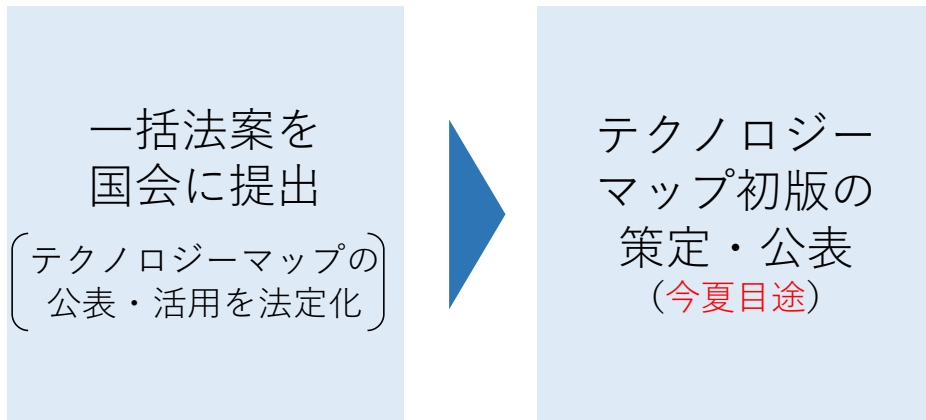 一括法案を
国会に提出
テクノロジーマップの
公表・活用を法定化
テクノロジー
マップ初版の
策定・公表
(今夏目途)